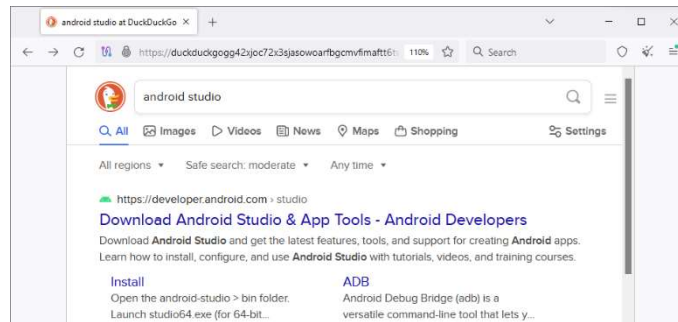 android studio at DuckDuckGo
https://duckduckgogg42xjoc72x3sjasowoarfbgcmvfimaftt6t
110%
Search
android studio
All
Images
Videos
News
Maps
Shopping
Settings
All regions
Safe search: moderate
Any time
https://developer.android.com › studio
Download Android Studio & App Tools - Android Developers
Download Android Studio and get the latest features, tools, and support for creating Android apps.
Learn how to install, configure, and use Android Studio with tutorials, videos, and training courses.
Install
Open the android-studio > bin folder.
Launch studio64.exe (for 64-bit...
ADB
Android Debug Bridge (adb) is a
versatile command-line tool that lets y...